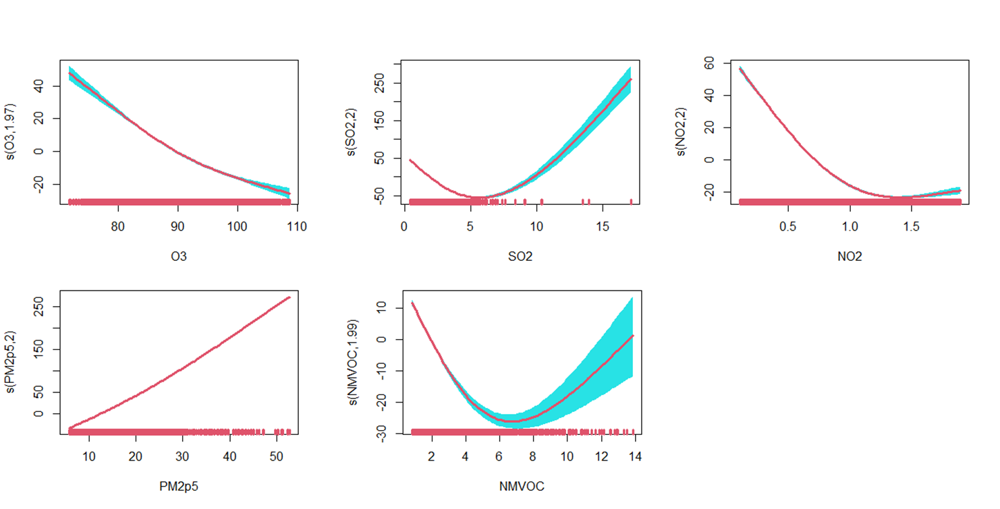 s(O3,1.97)
40
20
0
-20
80 90 100 110
O3
s(SO2,2)
250
150
50
-50
0 5 10 15
SO2
s(NO2,2)
60
40
20
0
-20
0.5 1.0 1.5
NO2
s(PM2p5,2)
250
150
50
0
10 20 30 40 50
PM2p5
s(NMVOC,1.99)
10
0
-10
-20
-30
2 4 6 8 10 12 14
NMVOC